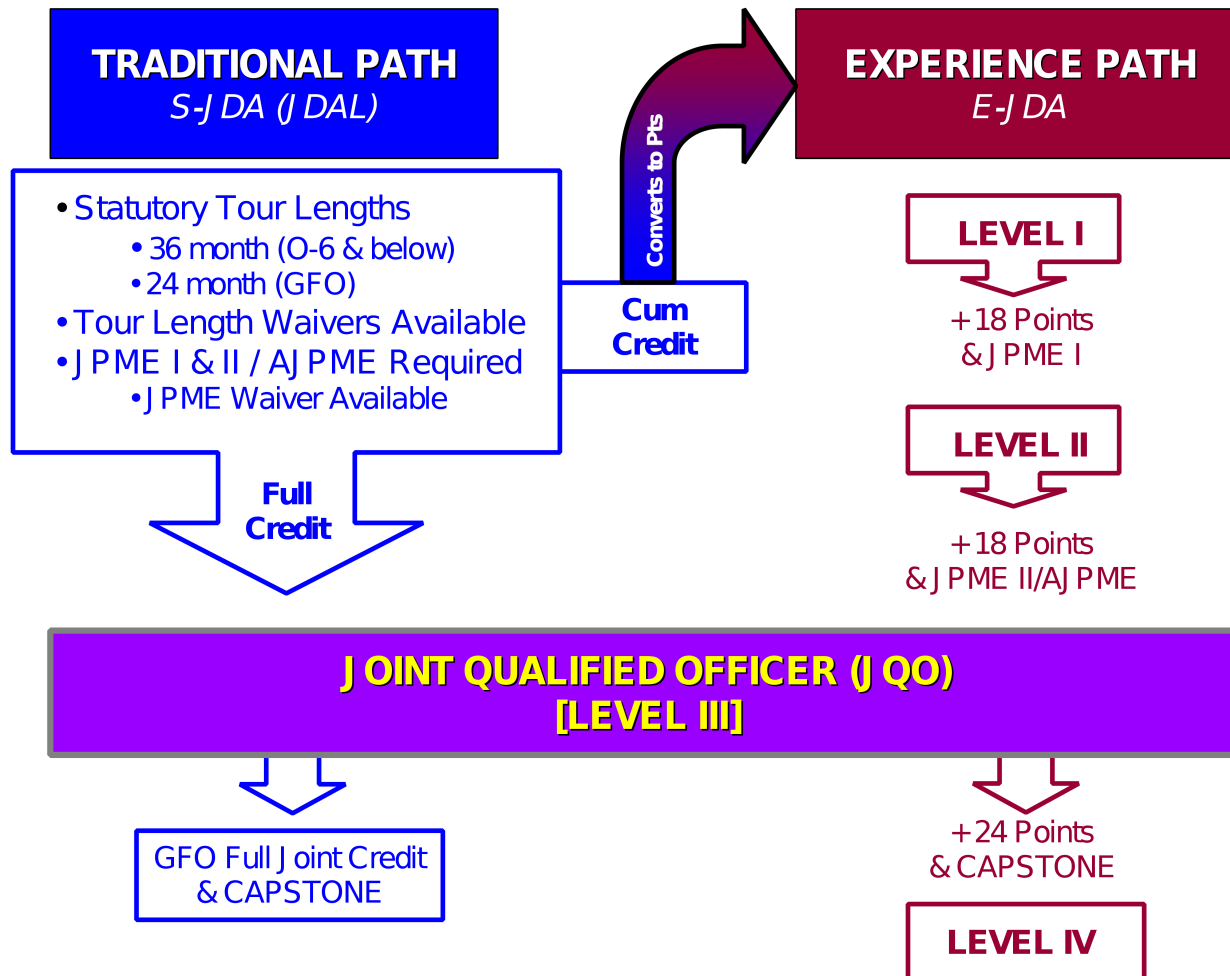 TRADITIONAL PATH
S-JDA (JDAL)
• Statutory Tour Lengths
• 36 month (O-6 & below)
• 24 month (GFO)
• Tour Length Waivers Available
• JPME I & II / AJPME Required
• JPME Waiver Available
Full
Credit
Cum
Credit
Converts to Pts
EXPERIENCE PATH
E-JDA
LEVEL I
+18 Points
& JPME I
LEVEL II
+18 Points
& JPME II/AJPME
JOINT QUALIFIED OFFICER (JQO)
[LEVEL III]
GFO Full Joint Credit
& CAPSTONE
+24 Points
& CAPSTONE
LEVEL IV